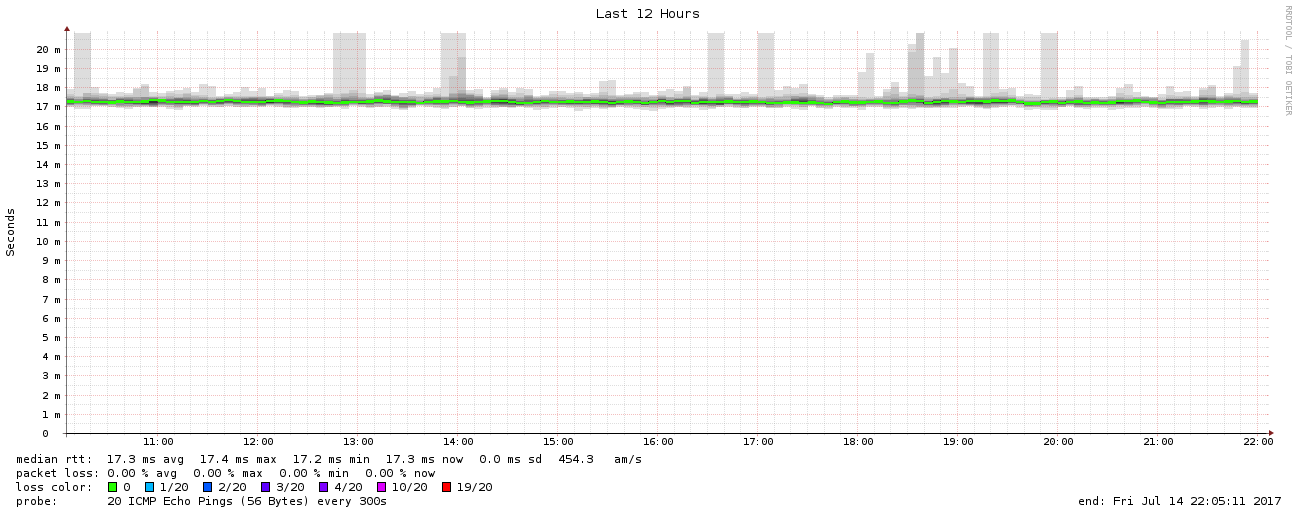 Last 12 Hours
RRDTOOL / TOBI OETIKER
Seconds
20 m
19 m
18 m
17 m
16 m
15 m
14 m
13 m
12 m
11 m
10 m
9 m
8 m
7 m
6 m
5 m
4 m
3 m
2 m
1 m
0
11:00 12:00 13:00 14:00 15:00 16:00 17:00 18:00 19:00 20:00 21:00 22:00
median rtt: 17.3 ms avg 17.4 ms max 17.2 ms min 17.3 ms now 0.0 ms sd 454.3 am/s
packet loss: 0.00 % avg 0.00 % max 0.00 % min 0.00 % now
loss color: 0 1/20 2/20 3/20 4/20 10/20 19/20
probe: 20 ICMP Echo Pings (56 Bytes) every 300s
end: Fri Jul 14 22:05:11 2017